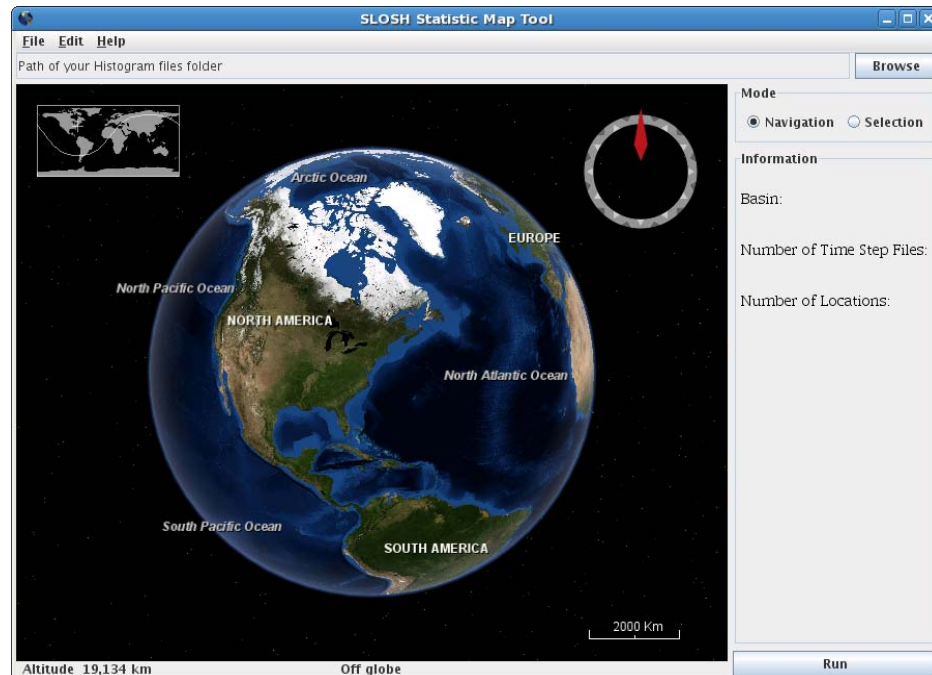 SLOSH Statistic Map Tool
File Edit Help
Path of your Histogram files folder
Browse
Mode
Navigation Selection
Information
Basin:
Number of Time Step Files:
Number of Locations:
Arctic Ocean
EUROPE
North Pacific Ocean
NORTH AMERICA
North Atlantic Ocean
South Pacific Ocean
SOUTH AMERICA
2000 Km
Altitude 19,134 km
Off globe
Run